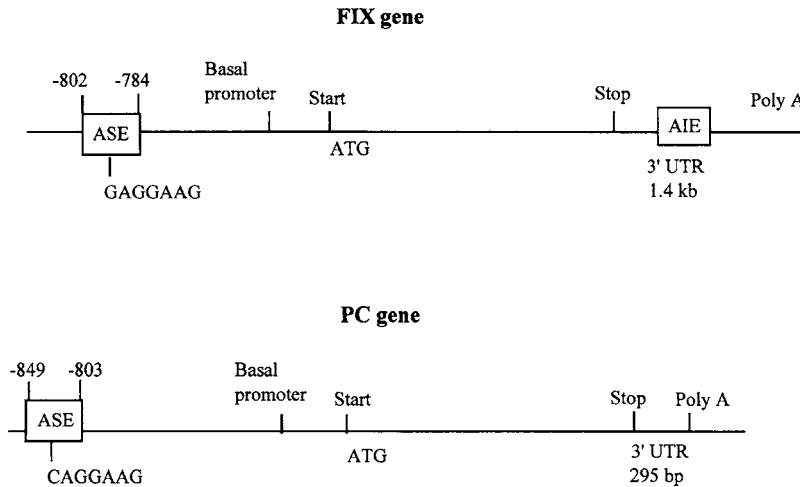 FIX gene
-802 -784
Basal
promoter
Start
Stop
Poly A
ASE
AIE
ATG
GAGGAAG
3' UTR
1.4 kb
PC gene
-849 -803
Basal
promoter
Start
Stop
Poly A
ASE
ATG
CAGGAAG
3' UTR
295 bp